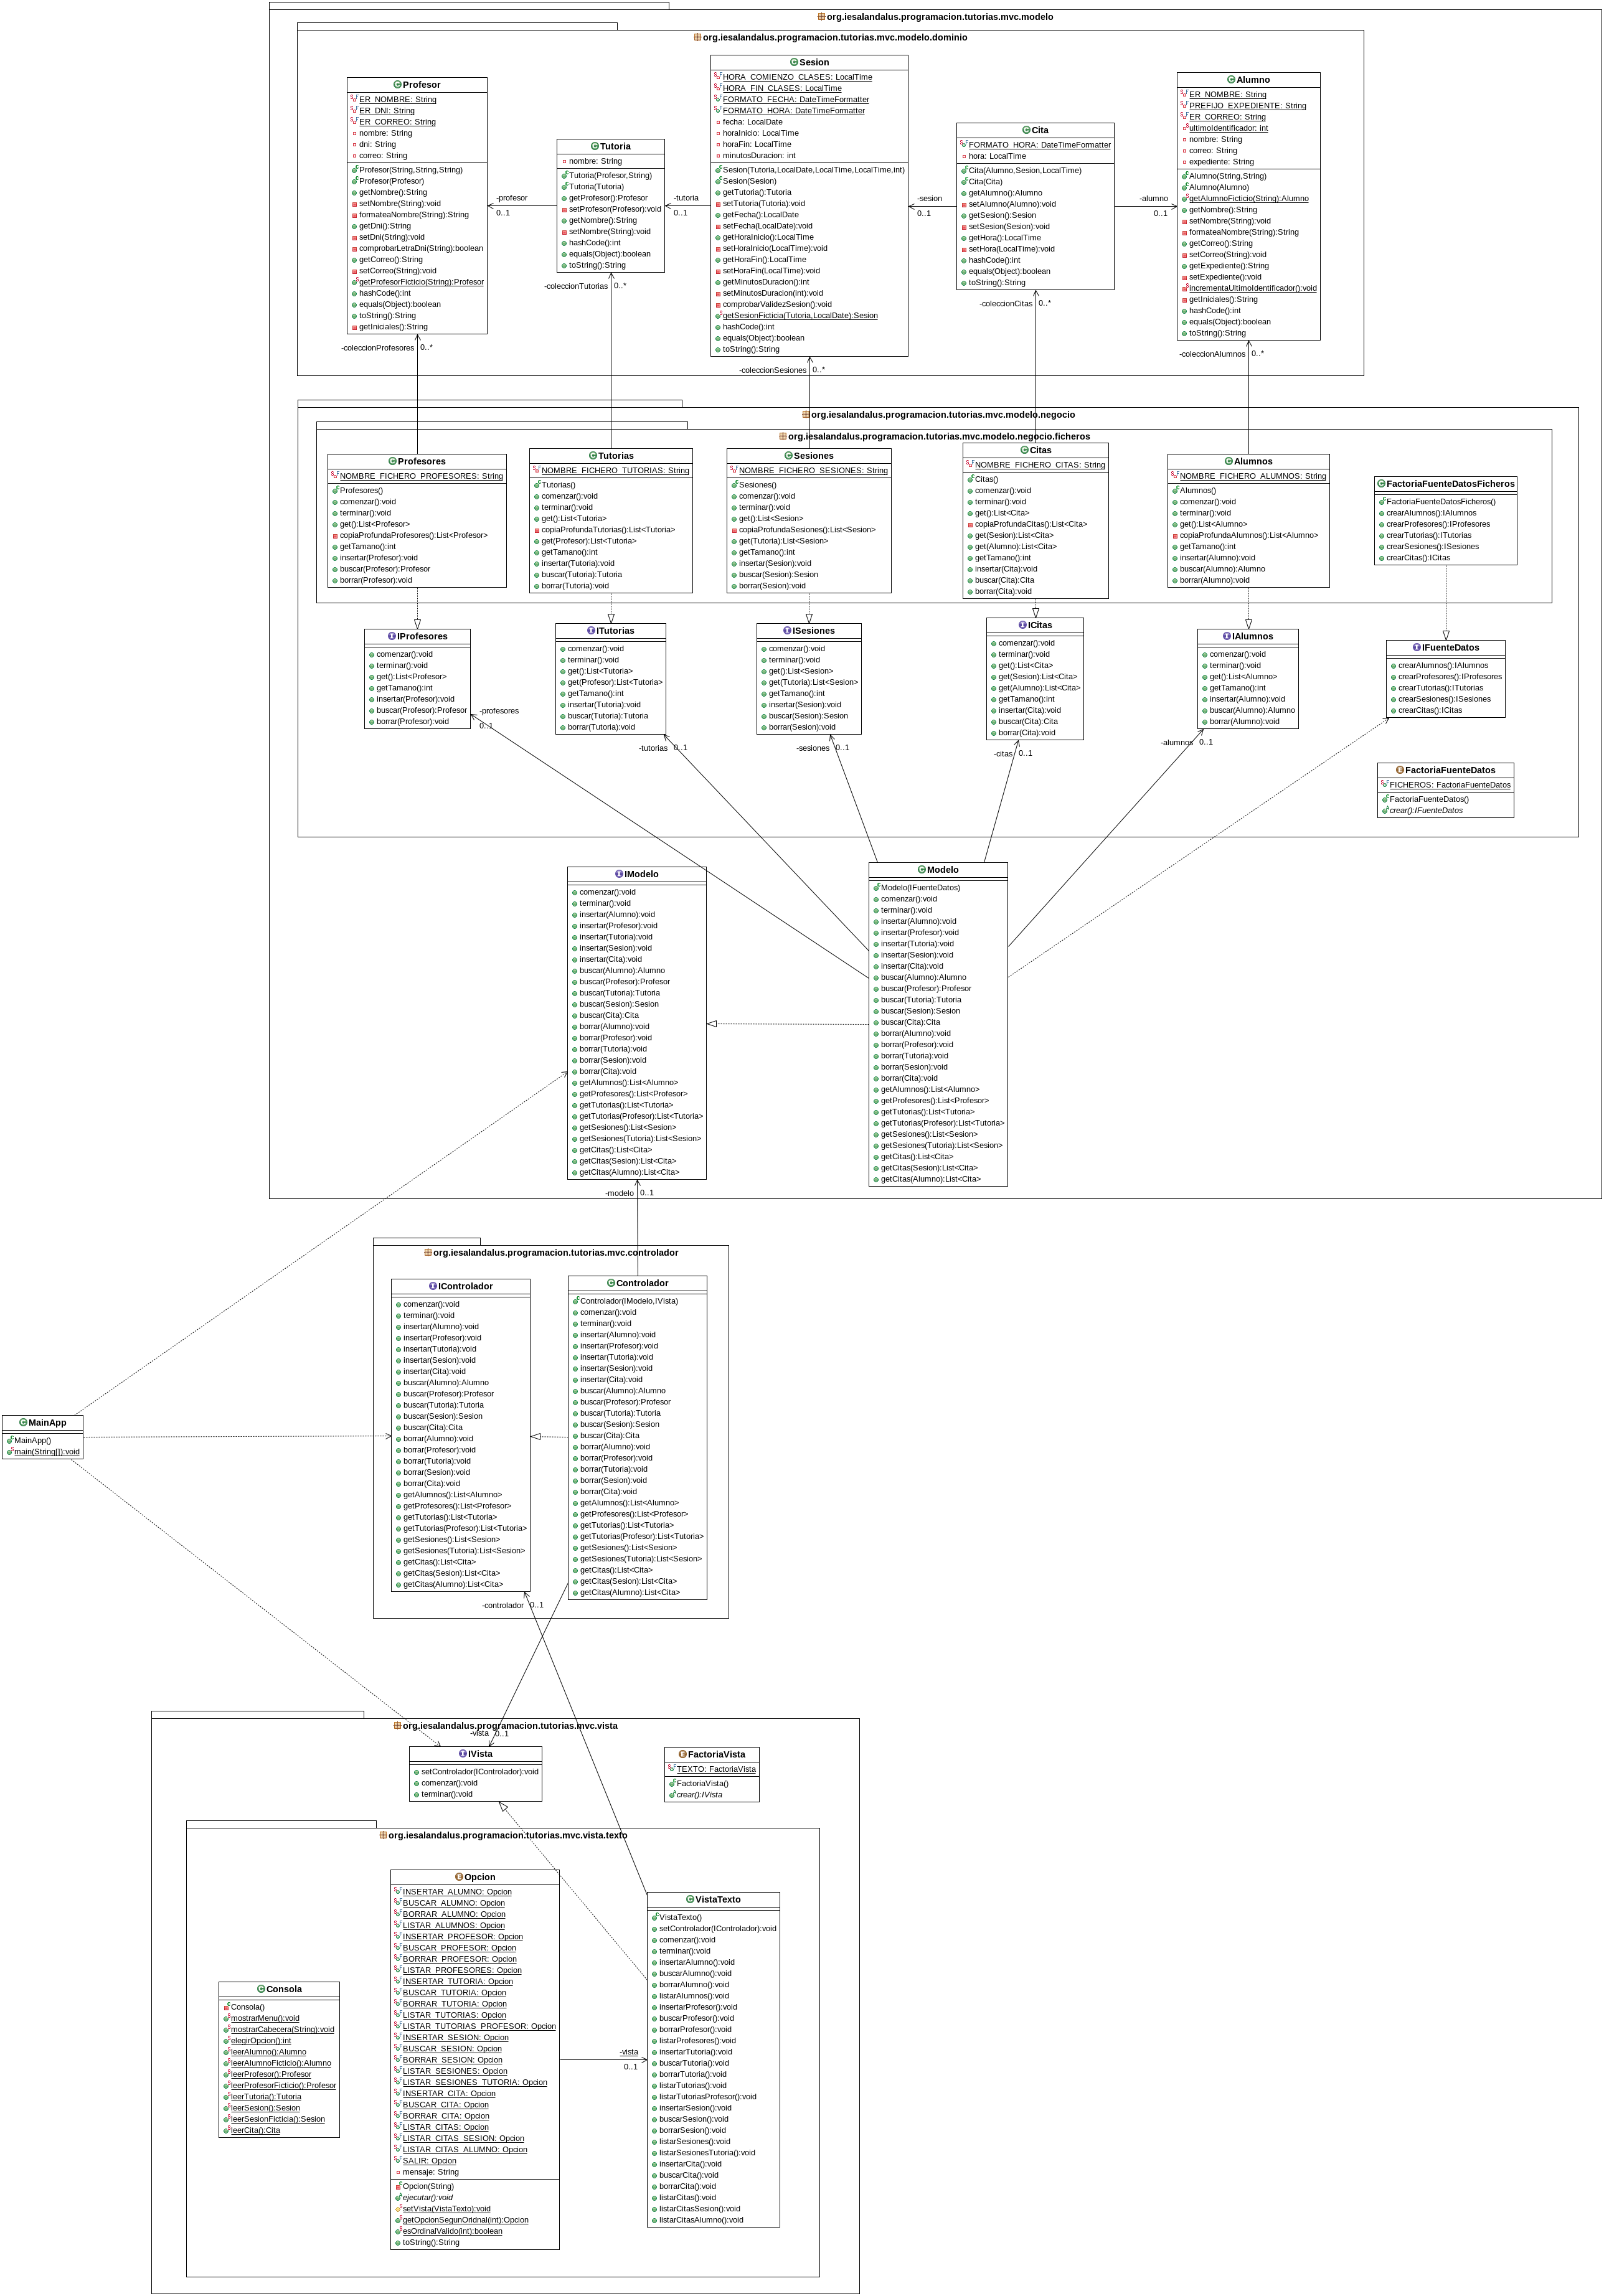 org.iesalandalus.programacion.tutorias.mvc.modelo
org.iesalandalus.programacion.tutorias.mvc.modelo.dominio
Profesor
ER_NOMBRE: String
ER_DNI: String
ER_CORREO: String
nombre: String
dni: String
correo: String
Profesor(String,String,String)
Profesor(Profesor)
getNombre():String
setNombre(String):void
formateaNombre(String):String
getDni():String
setDni(String):void
comprobarLetraDni(String):boolean
getCorreo():String
setCorreo(String):void
getProfesorFicticio(String):Profesor
hashCode():int
equals(Object):boolean
toString():String
getIniciales():String
-profesor
0..1
Tutoria
nombre: String
Tutoria(Profesor,String)
Tutoria(Tutoria)
getProfesor():Profesor
setProfesor(Profesor):void
getNombre():String
setNombre(String):void
hashCode():int
equals(Object):boolean
toString():String
-tutoria
0..1
Sesion
HORA_COMIENZO_CLASES: LocalTime
HORA_FIN_CLASES: LocalTime
FORMATO_FECHA: DateTimeFormatter
FORMATO_HORA: DateTimeFormatter
fecha: LocalDate
horaInicio: LocalTime
horaFin: LocalTime
minutosDuracion: int
Sesion(Tutoria,LocalDate,LocalTime,LocalTime,int)
Sesion(Sesion)
getTutoria():Tutoria
setTutoria(Tutoria):void
getFecha():LocalDate
setFecha(LocalDate):void
getHoraInicio():LocalTime
setHoraInicio(LocalTime):void
getHoraFin():LocalTime
setHoraFin(LocalTime):void
getMinutosDuracion():int
setMinutosDuracion(int):void
comprobarValidezSesion():void
getSesionFicticia(Tutoria,LocalDate):Sesion
hashCode():int
equals(Object):boolean
toString():String
-sesion
0..1
Cita
FORMATO_HORA: DateTimeFormatter
hora: LocalTime
Cita(Alumno,Sesion,LocalTime)
Cita(Cita)
getAlumno():Alumno
setAlumno(Alumno):void
getSesion():Sesion
setSesion(Sesion):void
getHora():LocalTime
setHora(LocalTime):void
hashCode():int
equals(Object):boolean
toString():String
-alumno
0..1
Alumno
ER_NOMBRE: String
PREFIJO_EXPEDIENTE: String
ER_CORREO: String
ultimoIdentificador: int
nombre: String
correo: String
expediente: String
Alumno(String,String)
Alumno(Alumno)
getAlumnoFicticio(String):Alumno
getNombre():String
setNombre(String):void
formateaNombre(String):String
getCorreo():String
setCorreo(String):void
getExpediente():String
setExpediente():void
incrementaUltimoIdentificador():void
getIniciales():String
hashCode():int
equals(Object):boolean
toString():String
-coleccionProfesores 0..*
-coleccionTutorias 0..*
-coleccionSesiones 0..*
-coleccionCitas 0..*
-coleccionAlumnos 0..*
org.iesalandalus.programacion.tutorias.mvc.modelo.negocio
org.iesalandalus.programacion.tutorias.mvc.modelo.negocio.ficheros
Profesores
NOMBRE_FICHERO_PROFESORES: String
Profesores()
comenzar():void
terminar():void
get():List<Profesor>
copiaProfundaProfesores():List<Profesor>
getTamano():int
insertar(Profesor):void
buscar(Profesor):Profesor
borrar(Profesor):void
Tutorias
NOMBRE_FICHERO_TUTORIAS: String
Tutorias()
comenzar():void
terminar():void
get():List<Tutoria>
copiaProfundaTutorias():List<Tutoria>
get(Profesor):List<Tutoria>
getTamano():int
insertar(Tutoria):void
buscar(Tutoria):Tutoria
borrar(Tutoria):void
Sesiones
NOMBRE_FICHERO_SESIONES: String
Sesiones()
comenzar():void
terminar():void
get():List<Sesion>
copiaProfundaSesiones():List<Sesion>
get(Tutoria):List<Sesion>
getTamano():int
insertar(Sesion):void
buscar(Sesion):Sesion
borrar(Sesion):void
Citas
NOMBRE_FICHERO_CITAS: String
Citas()
comenzar():void
terminar():void
get():List<Cita>
copiaProfundaCitas():List<Cita>
get(Sesion):List<Cita>
get(Alumno):List<Cita>
getTamano():int
insertar(Cita):void
buscar(Cita):Cita
borrar(Cita):void
Alumnos
NOMBRE_FICHERO_ALUMNOS: String
Alumnos()
comenzar():void
terminar():void
get():List<Alumno>
copiaProfundaAlumnos():List<Alumno>
getTamano():int
insertar(Alumno):void
buscar(Alumno):Alumno
borrar(Alumno):void
FactoriaFuenteDatosFicheros
FactoriaFuenteDatosFicheros()
crearAlumnos():IAlumnos
crearProfesores():IProfesores
crearTutorias():ITutorias
crearSesiones():ISesiones
crearCitas():ICitas
IProfesores
comenzar():void
terminar():void
get():List<Profesor>
getTamano():int
insertar(Profesor):void
buscar(Profesor):Profesor
borrar(Profesor):void
-profesores
0..1
ITutorias
comenzar():void
terminar():void
get():List<Tutoria>
get(Profesor):List<Tutoria>
getTamano():int
insertar(Tutoria):void
buscar(Tutoria):Tutoria
borrar(Tutoria):void
-tutorias 0..1
ISesiones
comenzar():void
terminar():void
get():List<Sesion>
get(Tutoria):List<Sesion>
getTamano():int
insertar(Sesion):void
buscar(Sesion):Sesion
borrar(Sesion):void
-sesiones 0..1
ICitas
comenzar():void
terminar():void
get():List<Cita>
get(Sesion):List<Cita>
get(Alumno):List<Cita>
getTamano():int
insertar(Cita):void
buscar(Cita):Cita
borrar(Cita):void
-citas 0..1
IAlumnos
comenzar():void
terminar():void
get():List<Alumno>
getTamano():int
insertar(Alumno):void
buscar(Alumno):Alumno
borrar(Alumno):void
-alumnos 0..1
IFuenteDatos
crearAlumnos():IAlumnos
crearProfesores():IProfesores
crearTutorias():ITutorias
crearSesiones():ISesiones
crearCitas():ICitas
FactoriaFuenteDatos
FICHEROS: FactoriaFuenteDatos
FactoriaFuenteDatos()
crear():IFuenteDatos
IModelo
comenzar():void
terminar():void
insertar(Alumno):void
insertar(Profesor):void
insertar(Tutoria):void
insertar(Sesion):void
insertar(Cita):void
buscar(Alumno):Alumno
buscar(Profesor):Profesor
buscar(Tutoria):Tutoria
buscar(Sesion):Sesion
buscar(Cita):Cita
borrar(Alumno):void
borrar(Profesor):void
borrar(Tutoria):void
borrar(Sesion):void
borrar(Cita):void
getAlumnos():List<Alumno>
getProfesores():List<Profesor>
getTutorias():List<Tutoria>
getTutorias(Profesor):List<Tutoria>
getSesiones():List<Sesion>
getSesiones(Tutoria):List<Sesion>
getCitas():List<Cita>
getCitas(Sesion):List<Cita>
getCitas(Alumno):List<Cita>
Modelo
Modelo(IFuenteDatos)
comenzar():void
terminar():void
insertar(Alumno):void
insertar(Profesor):void
insertar(Tutoria):void
insertar(Sesion):void
insertar(Cita):void
buscar(Alumno):Alumno
buscar(Profesor):Profesor
buscar(Tutoria):Tutoria
buscar(Sesion):Sesion
buscar(Cita):Cita
borrar(Alumno):void
borrar(Profesor):void
borrar(Tutoria):void
borrar(Sesion):void
borrar(Cita):void
getAlumnos():List<Alumno>
getProfesores():List<Profesor>
getTutorias():List<Tutoria>
getTutorias(Profesor):List<Tutoria>
getSesiones():List<Sesion>
getSesiones(Tutoria):List<Sesion>
getCitas():List<Cita>
getCitas(Sesion):List<Cita>
getCitas(Alumno):List<Cita>
-modelo 0..1
org.iesalandalus.programacion.tutorias.mvc.controlador
IControlador
comenzar():void
terminar():void
insertar(Alumno):void
insertar(Profesor):void
insertar(Tutoria):void
insertar(Sesion):void
insertar(Cita):void
buscar(Alumno):Alumno
buscar(Profesor):Profesor
buscar(Tutoria):Tutoria
buscar(Sesion):Sesion
buscar(Cita):Cita
borrar(Alumno):void
borrar(Profesor):void
borrar(Tutoria):void
borrar(Sesion):void
borrar(Cita):void
getAlumnos():List<Alumno>
getProfesores():List<Profesor>
getTutorias():List<Tutoria>
getTutorias(Profesor):List<Tutoria>
getSesiones():List<Sesion>
getSesiones(Tutoria):List<Sesion>
getCitas():List<Cita>
getCitas(Sesion):List<Cita>
getCitas(Alumno):List<Cita>
Controlador
Controlador(IModelo,IVista)
comenzar():void
terminar():void
insertar(Alumno):void
insertar(Profesor):void
insertar(Tutoria):void
insertar(Sesion):void
insertar(Cita):void
buscar(Alumno):Alumno
buscar(Profesor):Profesor
buscar(Tutoria):Tutoria
buscar(Sesion):Sesion
buscar(Cita):Cita
borrar(Alumno):void
borrar(Profesor):void
borrar(Tutoria):void
borrar(Sesion):void
borrar(Cita):void
getAlumnos():List<Alumno>
getProfesores():List<Profesor>
getTutorias():List<Tutoria>
getTutorias(Profesor):List<Tutoria>
getSesiones():List<Sesion>
getSesiones(Tutoria):List<Sesion>
getCitas():List<Cita>
getCitas(Sesion):List<Cita>
getCitas(Alumno):List<Cita>
-controlador 0..1
MainApp
MainApp()
main(String[]):void
org.iesalandalus.programacion.tutorias.mvc.vista
-vista 0..1
IVista
setControlador(IControlador):void
comenzar():void
terminar():void
FactoriaVista
TEXTO: FactoriaVista
FactoriaVista()
crear():IVista
org.iesalandalus.programacion.tutorias.mvc.vista.texto
Consola
Consola()
mostrarMenu():void
mostrarCabecera(String):void
elegirOpcion():int
leerAlumno():Alumno
leerAlumnoFicticio():Alumno
leerProfesor():Profesor
leerProfesorFicticio():Profesor
leerTutoria():Tutoria
leerSesion():Sesion
leerSesionFicticia():Sesion
leerCita():Cita
Opcion
INSERTAR_ALUMNO: Opcion
BUSCAR_ALUMNO: Opcion
BORRAR_ALUMNO: Opcion
LISTAR_ALUMNOS: Opcion
INSERTAR_PROFESOR: Opcion
BUSCAR_PROFESOR: Opcion
BORRAR_PROFESOR: Opcion
LISTAR_PROFESORES: Opcion
INSERTAR_TUTORIA: Opcion
BUSCAR_TUTORIA: Opcion
BORRAR_TUTORIA: Opcion
LISTAR_TUTORIAS: Opcion
LISTAR_TUTORIAS_PROFESOR: Opcion
INSERTAR_SESION: Opcion
BUSCAR_SESION: Opcion
BORRAR_SESION: Opcion
LISTAR_SESIONES: Opcion
LISTAR_SESIONES_TUTORIA: Opcion
INSERTAR_CITA: Opcion
BUSCAR_CITA: Opcion
BORRAR_CITA: Opcion
LISTAR_CITAS: Opcion
LISTAR_CITAS_SESION: Opcion
LISTAR_CITAS_ALUMNO: Opcion
SALIR: Opcion
mensaje: String
Opcion(String)
ejecutar():void
setVista(VistaTexto):void
getOpcionSegunOridnal(int):Opcion
esOrdinalValido(int):boolean
toString():String
-vista
0..1
VistaTexto
VistaTexto()
setControlador(IControlador):void
comenzar():void
terminar():void
insertarAlumno():void
buscarAlumno():void
borrarAlumno():void
listarAlumnos():void
insertarProfesor():void
buscarProfesor():void
borrarProfesor():void
listarProfesores():void
insertarTutoria():void
buscarTutoria():void
borrarTutoria():void
listarTutorias():void
listarTutoriasProfesor():void
insertarSesion():void
buscarSesion():void
borrarSesion():void
listarSesiones():void
listarSesionesTutoria():void
insertarCita():void
buscarCita():void
borrarCita():void
listarCitas():void
listarCitasSesion():void
listarCitasAlumno():void